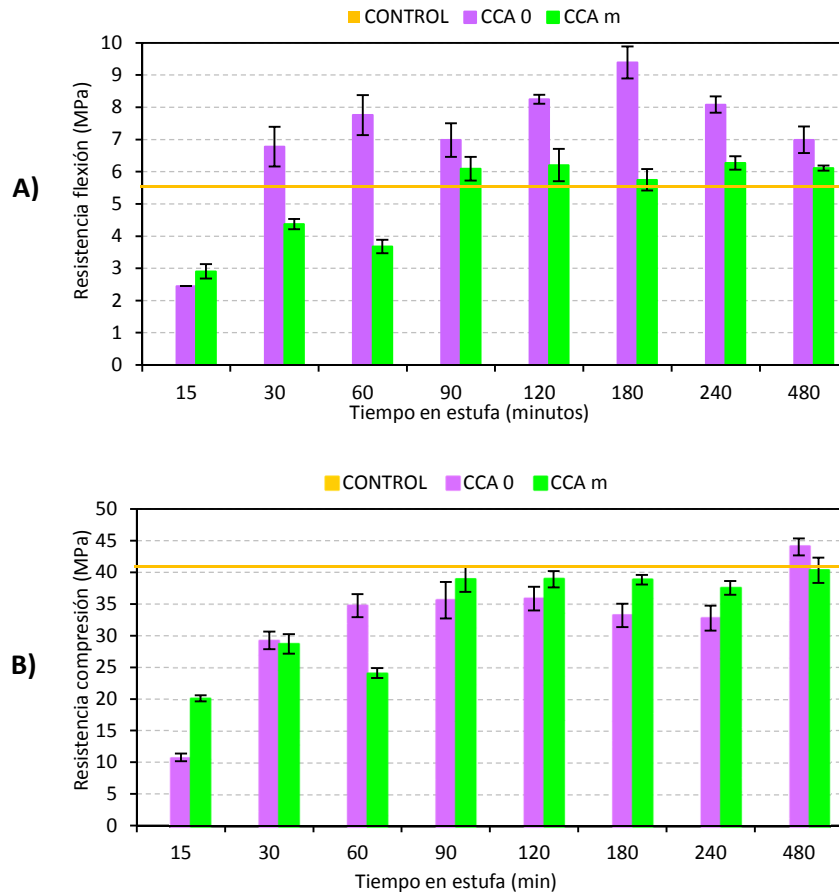 CONTROL CCA 0 CCA m
10
9
8
7
6
5
4
3
2
1
0
Resistencia flexión (MPa)
A)
15 30 60 90 120 180 240 480
Tiempo en estufa (minutos)
CONTROL CCA 0 CCA m
50
45
40
35
30
25
20
15
10
5
0
Resistencia compresión (MPa)
B)
15 30 60 90 120 180 240 480
Tiempo en estufa (min)